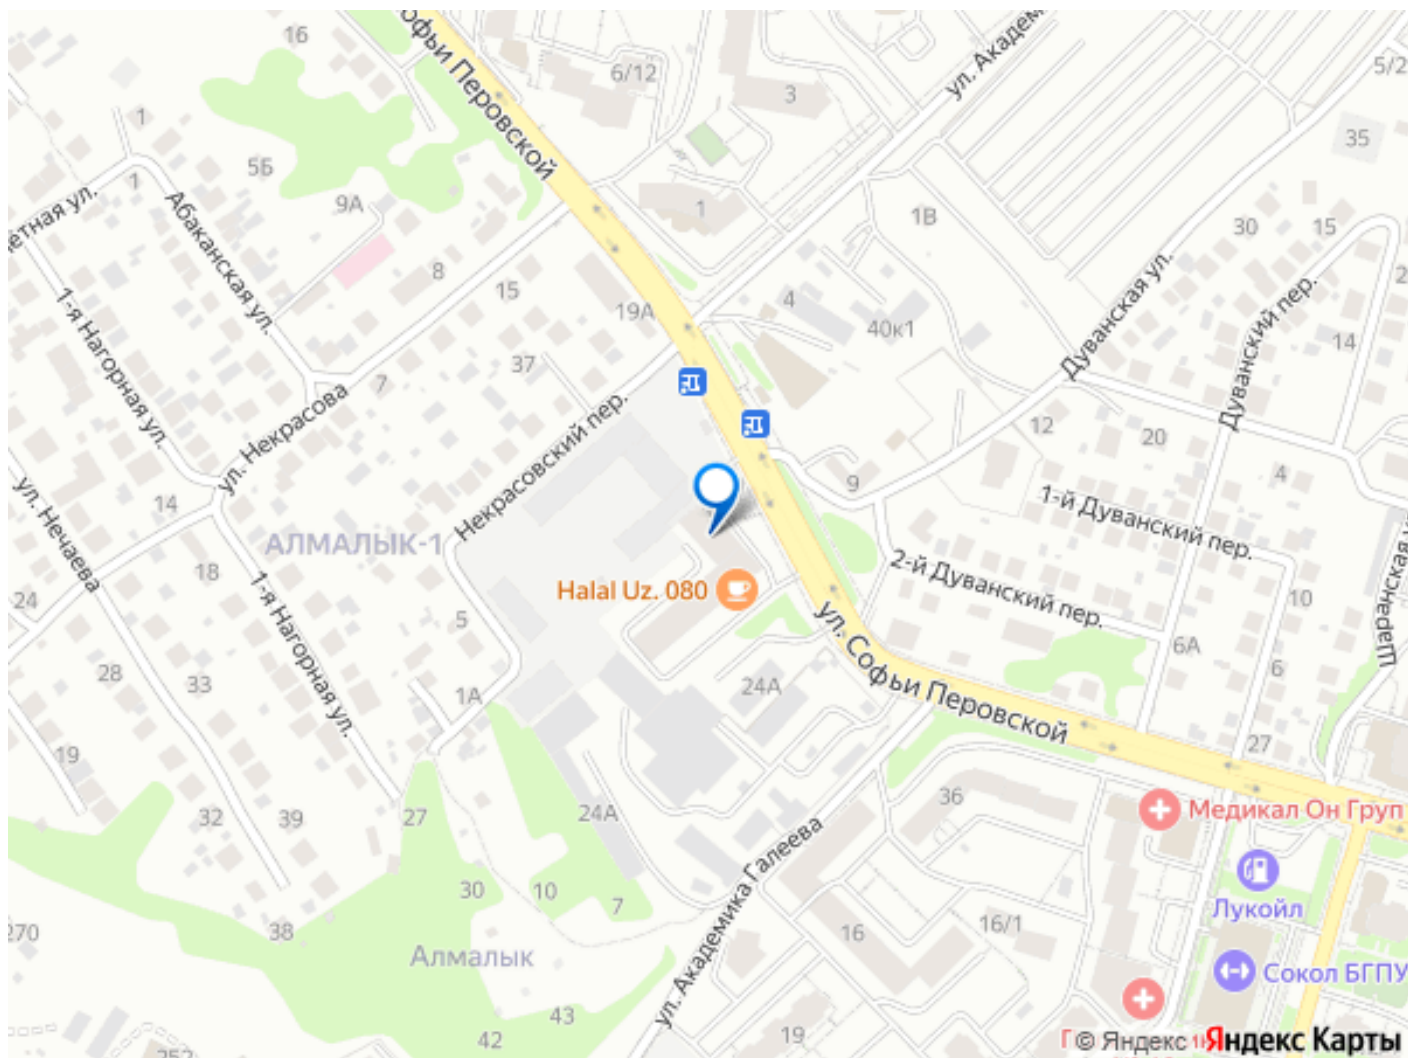 16
Софьи Перовской
6/12
3
ул. Академ
5/2
35
1
5Б
1
9А
етная ул.
Абаканская ул.
1
1В
30
15
Дуванская ул.
Дуванский пер.
8
15
19А
4
40к1
14
1-я Нагорная ул.
37
7
ул. Некрасова
Некрасовский пер.
12
20
4
9
14
АЛМАЛЫК-1
1-й Дуванский пер.
ул. Нечаева
18
1-я Нагорная ул.
2-й Дуванский пер.
24
Halal Uz. 080
10
5
ул. Софьи Перовской
6А
6
28
33
1А
24А
27
19
32
39
27
24А
36
Медикал Он Груп
ул. Академика Галеева
30
10
7
Лукойл
270
38
Алмалык
16
16/1
Сокол БГПУ
43
42
19
© Яндекс Яндекс Карты